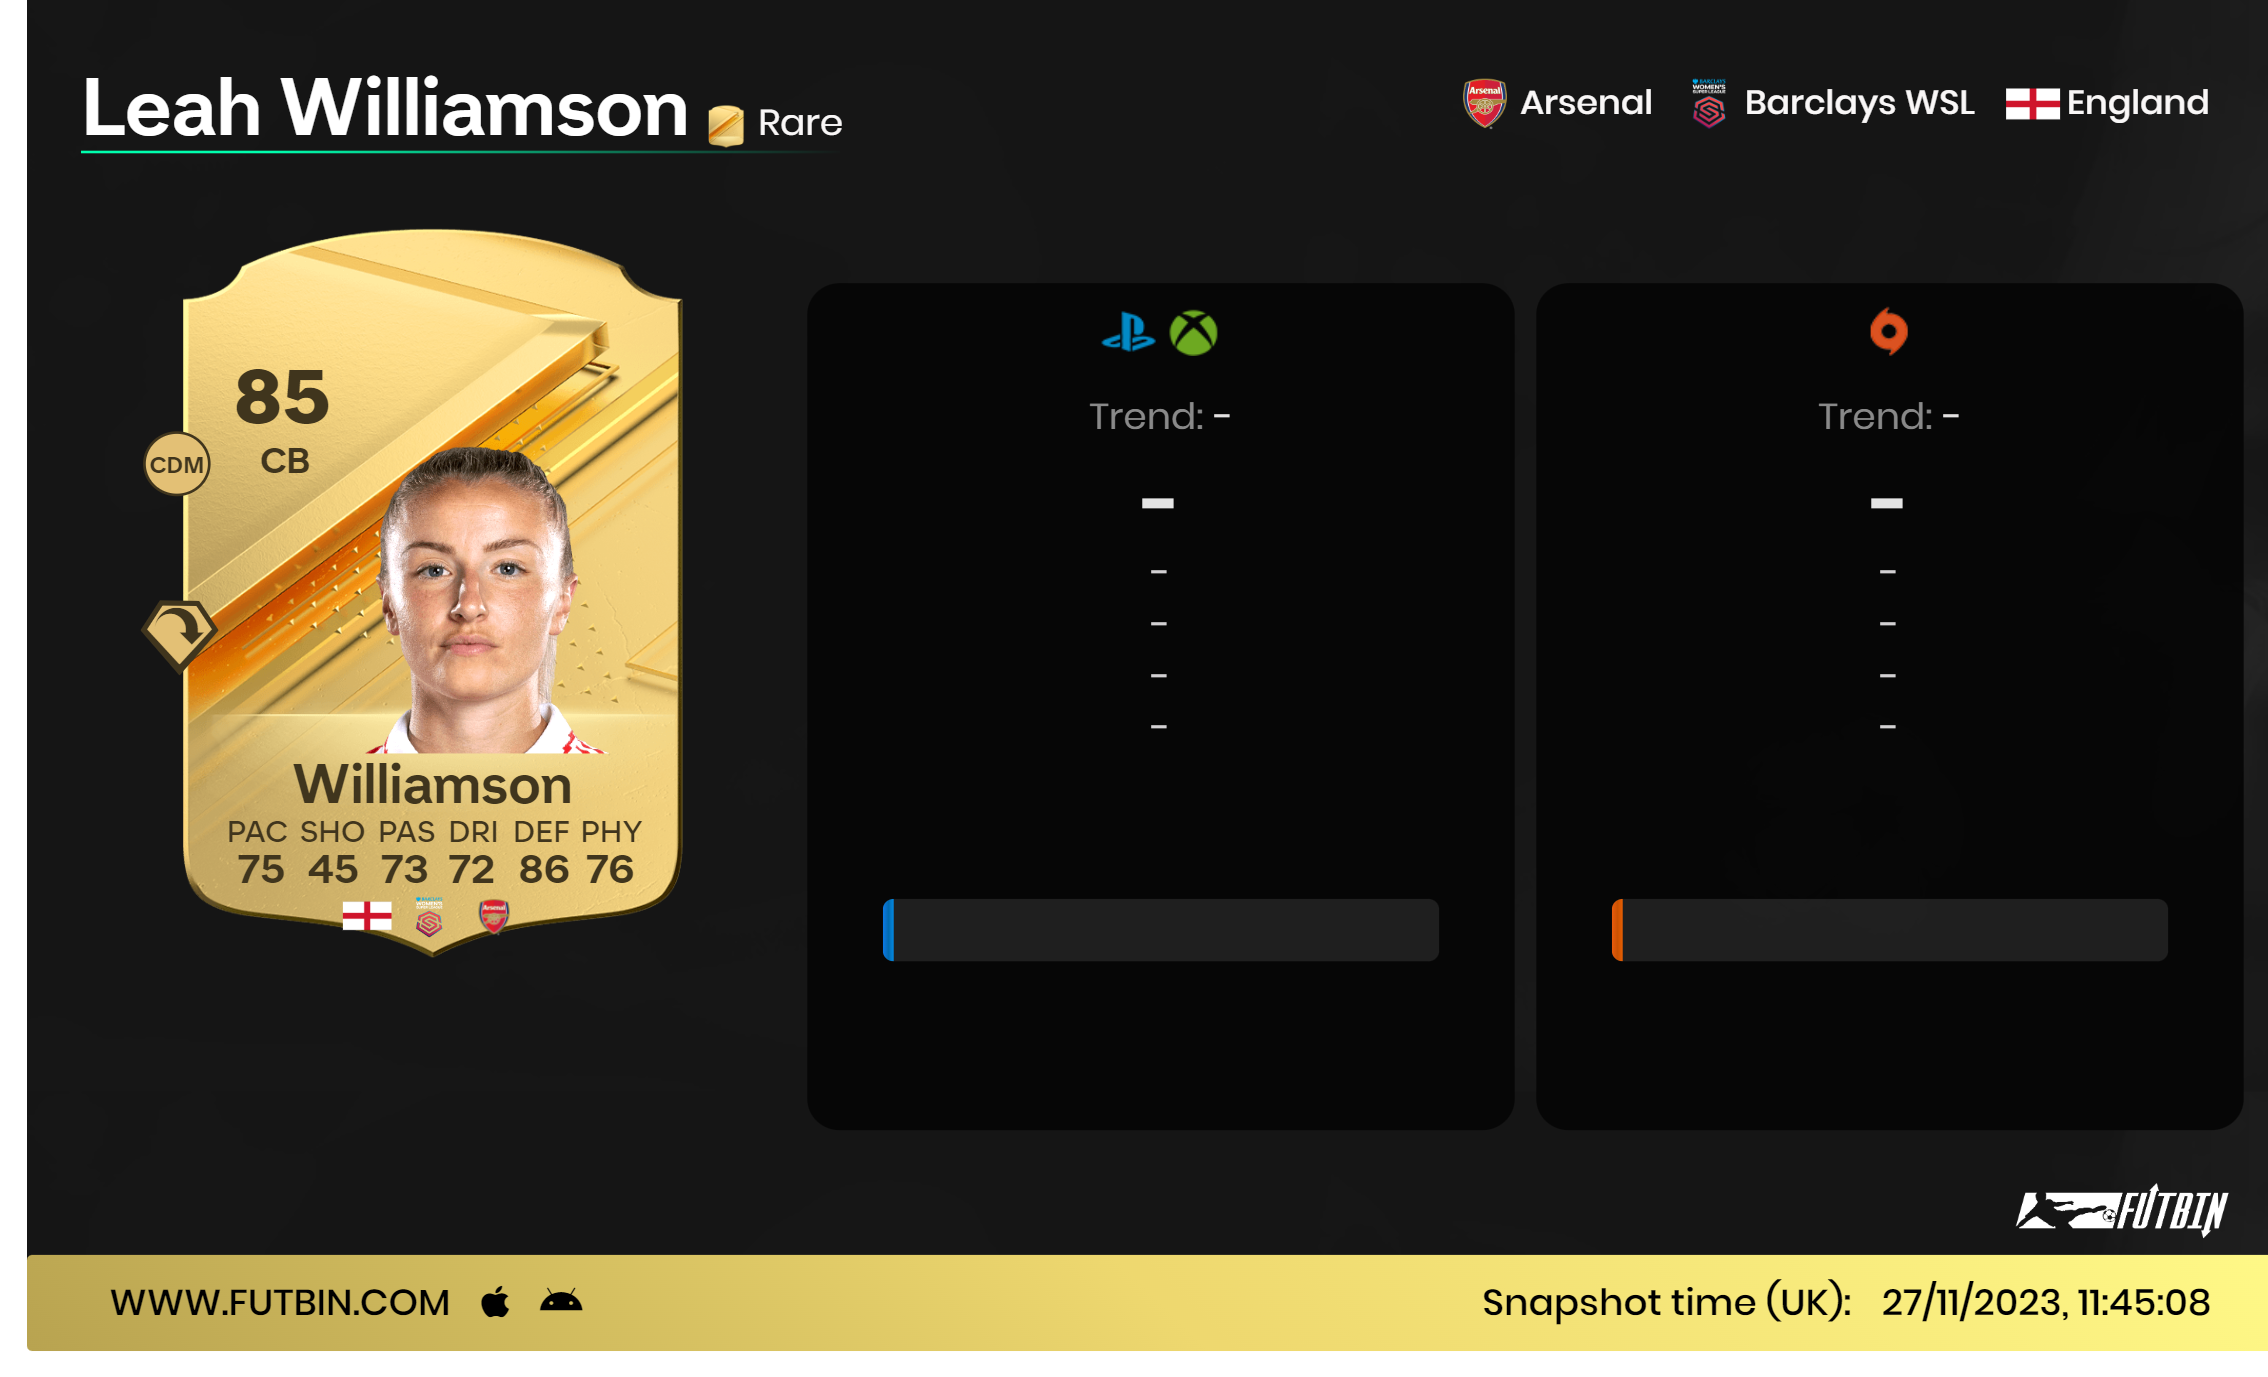 Leah Williamson Rare
Arsenal Barclays WSL England
85
CB
CDM
Williamson
PAC SHO PAS DRI DEF PHY
75 45 73 72 86 76
Trend: -
-
-
-
-
-
Trend: -
-
-
-
-
-
FUTBIN
WWW.FUTBIN.COM
Snapshot time (UK): 27/11/2023, 11:45:08